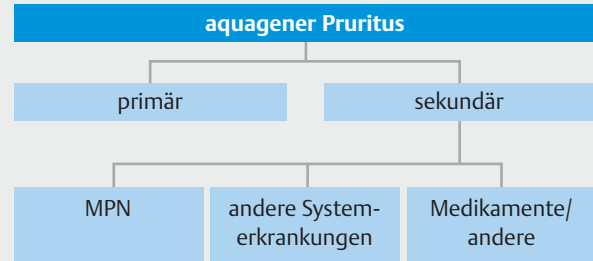 aquagener Pruritus
primär
sekundär
MPN
andere System-
erkrankungen
Medikamente/
andere